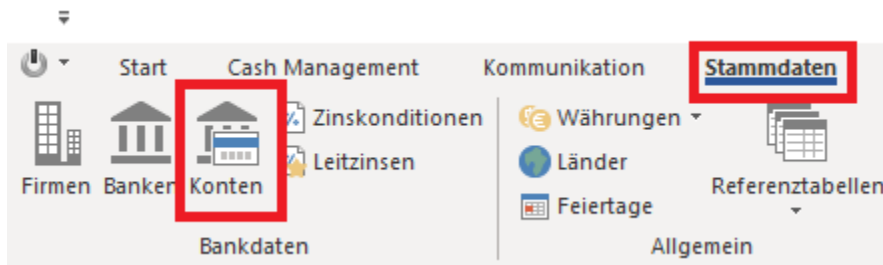 Start Cash Management Kommunikation Stammdaten
Zinskonditionen Währungen
Leitzinsen Länder
Firmen Banken Konten Referenztabellen
Feiertage
Bankdaten Allgemein